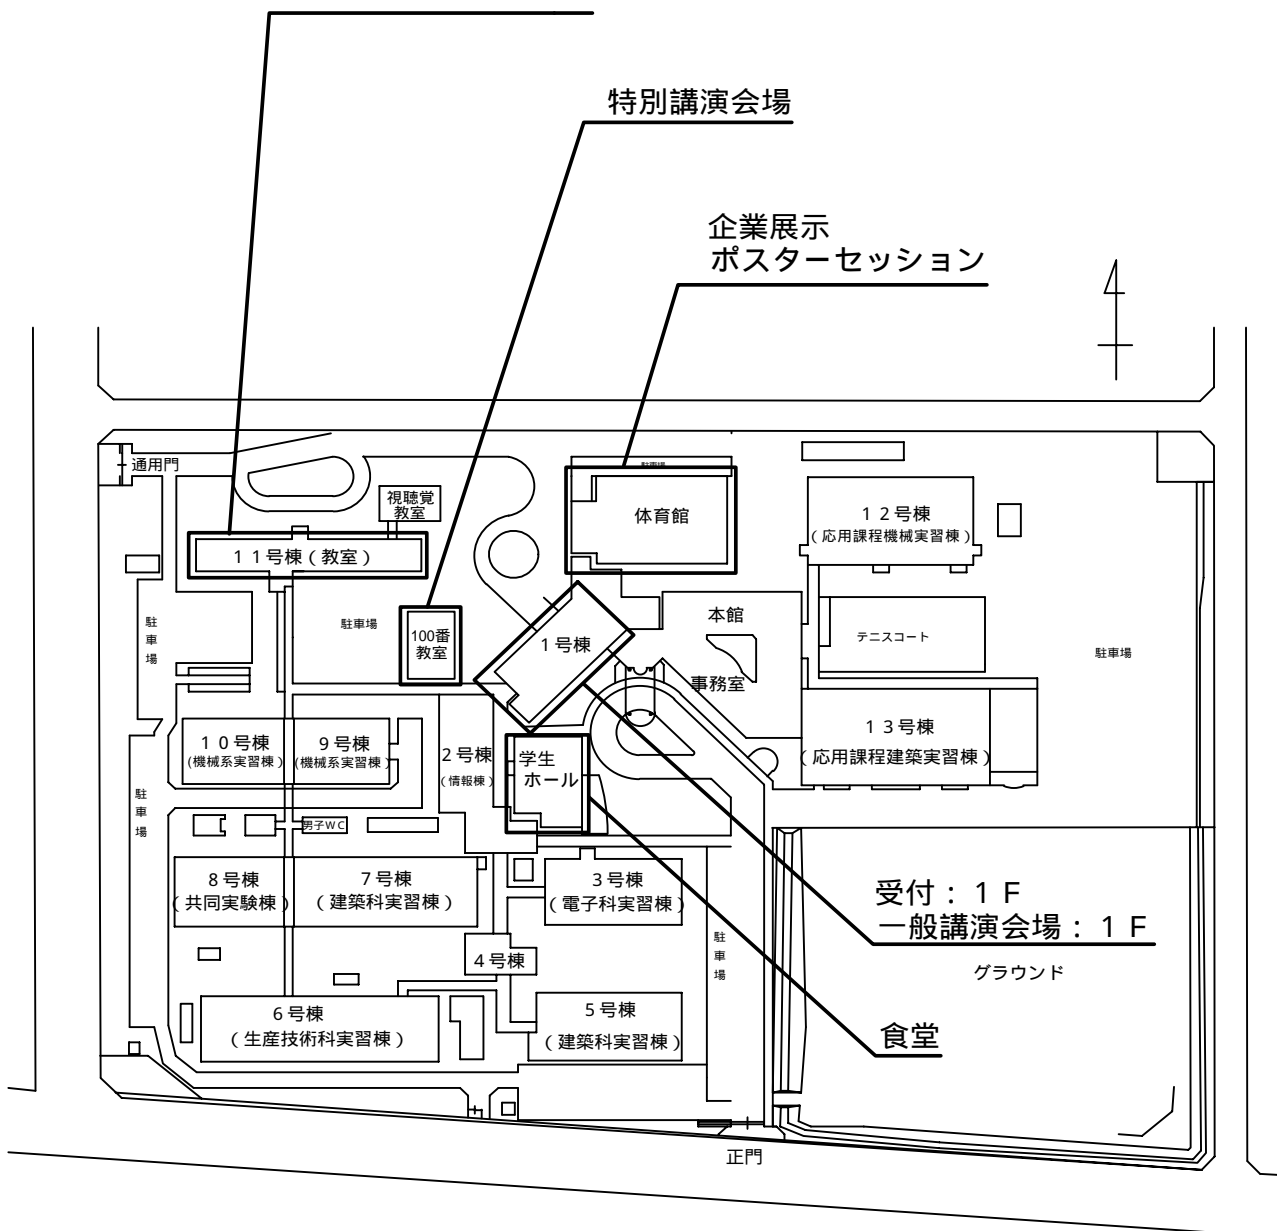 特別講演会場
企業展示
ポスターセッション
通用門
駐車場
視聴覚
教室
体育館
12号棟
(応用課程機械実習棟)
11号棟(教室)
駐車場
駐車場
100番
教室
1号棟
本館
テニスコート
駐車場
事務室
10号棟
(機械系実習棟)
9号棟
(機械系実習棟)
2号棟
(情報棟)
学生
ホール
13号棟
(応用課程建築実習棟)
駐車場
男子WC
8号棟
(共同実験棟)
7号棟
(建築科実習棟)
3号棟
(電子科実習棟)
受付:1F
一般講演会場:1F
駐車場
4号棟
グラウンド
6号棟
(生産技術科実習棟)
5号棟
(建築科実習棟)
食堂
正門